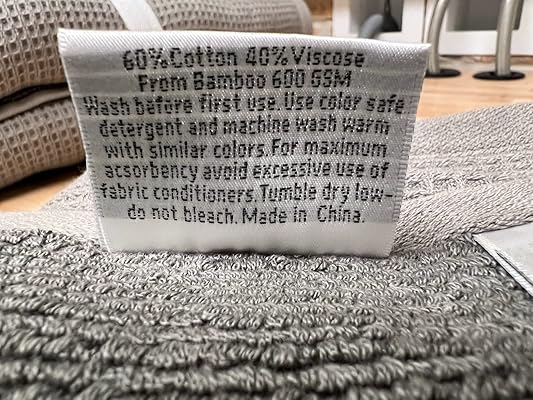 60% Cotton 40% Viscose
From Bamboo 600 GSM
Wash before first use. Use color safe
detergent and machine wash warm
with similar colors. For maximum
acsorbency avoid excessive use of
fabric conditioners. Tumble dry low-
do not bleach. Made in China.